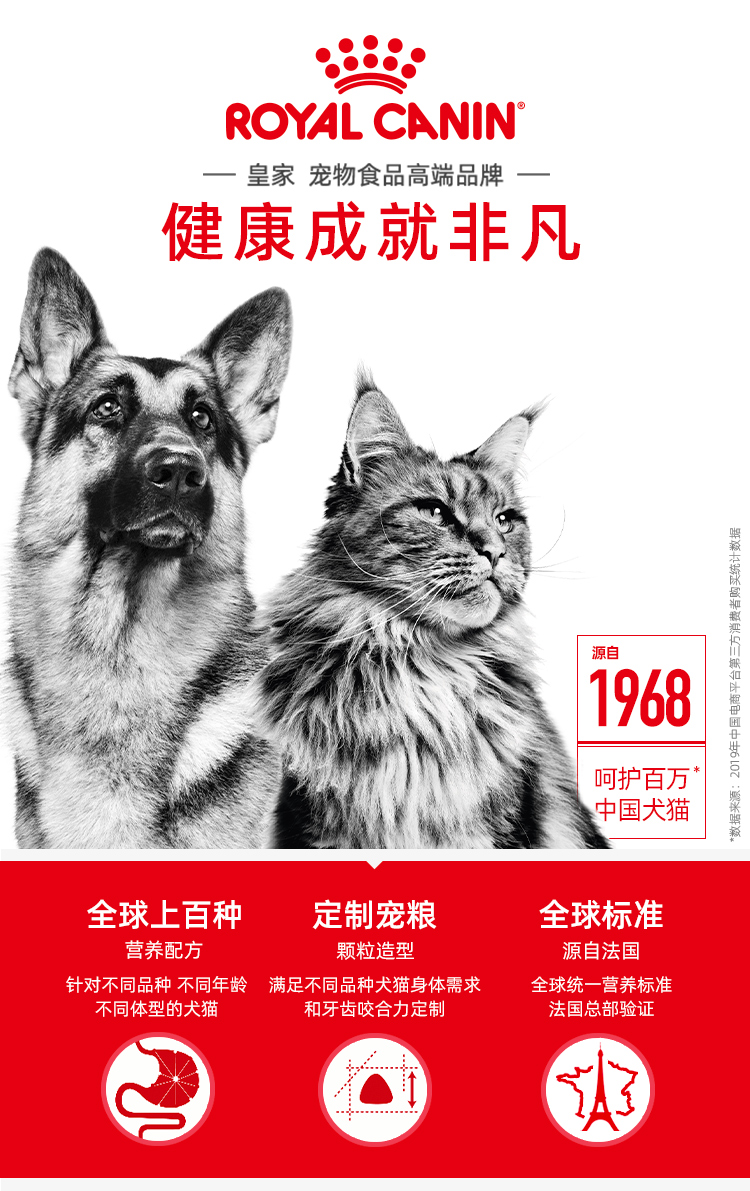 ROYAL CANIN®
皇家 宠物食品高端品牌
健康成就非凡
源自
1968
呵护百万*
中国犬猫
*数据来源：2019年中国电商平台第三方消费者购买统计数据
全球上百种
营养配方
针对不同品种 不同年龄
不同体型的犬猫
定制宠粮
颗粒造型
满足不同品种犬猫身体需求
和牙齿咬合力定制
全球标准
源自法国
全球统一营养标准
法国总部验证